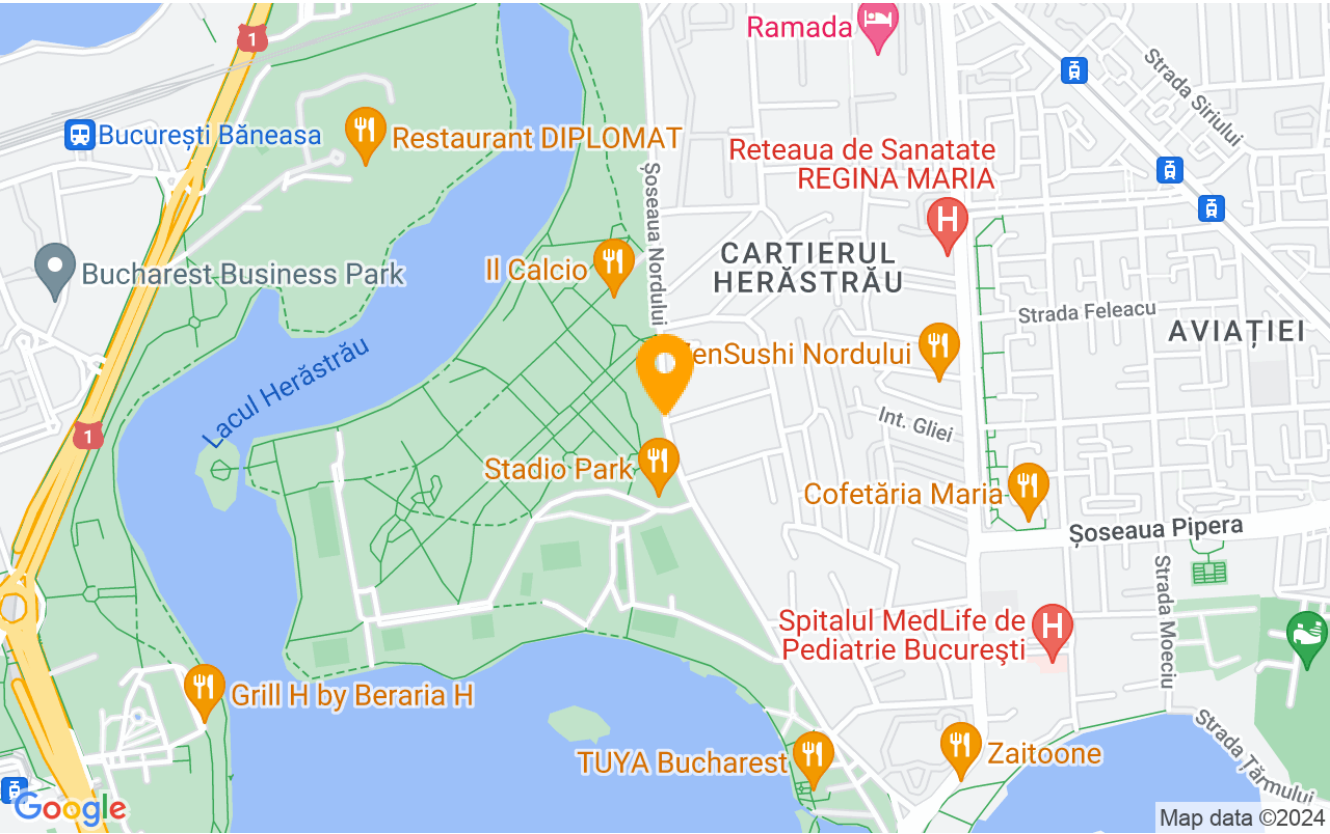 Ramada
1
Strada Siriului
București Băneasa
Restaurant DIPLOMAT
Reteaua de Sanatate
REGINA MARIA
H
Șoseaua Nordului
CARTIERUL
HERĂSTRĂU
Il Calcio
Bucharest Business Park
Strada Feleacu
AVIAȚIEI
enSushi Nordului
Lacul Herăstrău
Int. Gliei
1
Stadio Park
Cofetăria Maria
Șoseaua Pipera
Strada Moeciu
Spitalul MedLife de
Pediatrie Bucureşti
H
Grill H by Beraria H
TUYA Bucharest
Zaitoone
Strada Țărmului
Google
Map data ©2024